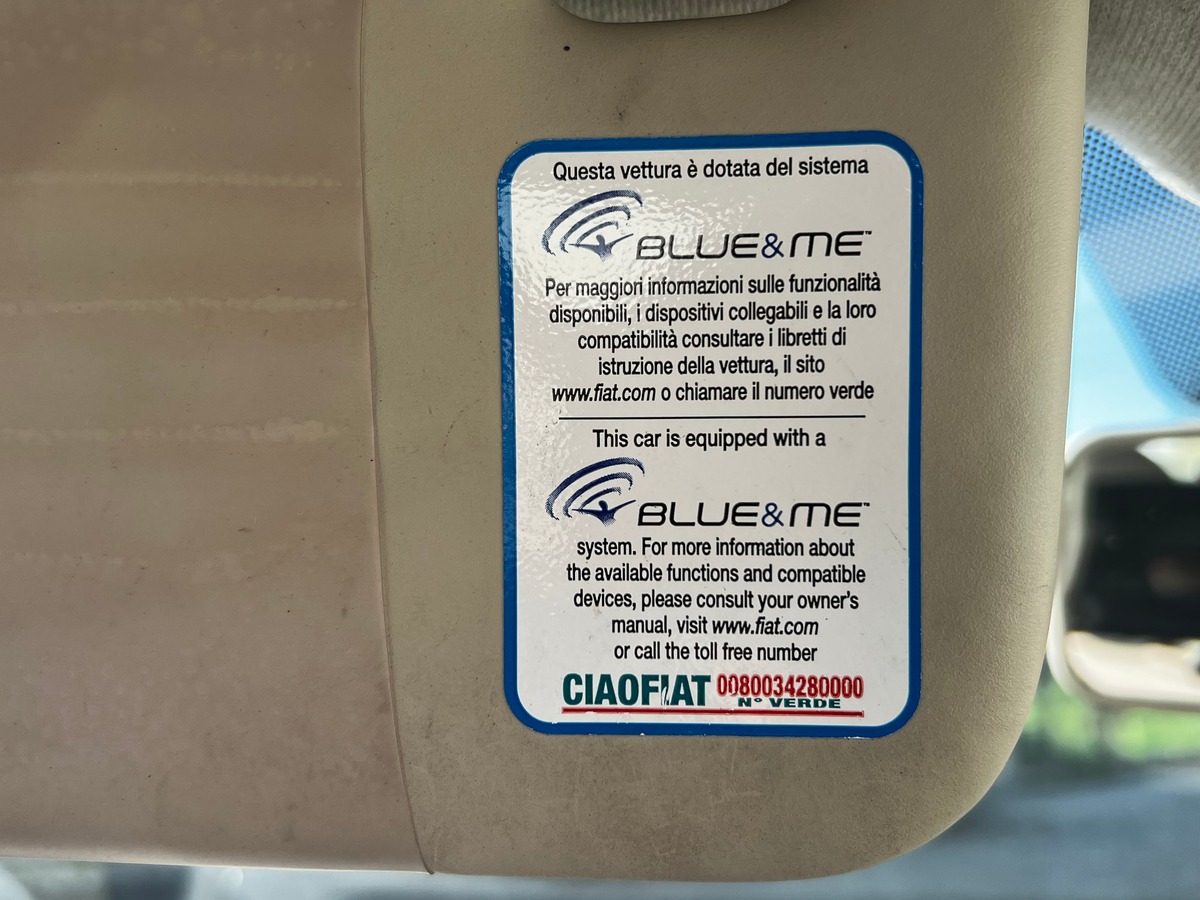 Questa vettura è dotata del sistema
BLUE&ME™
Per maggiori informazioni sulle funzionalità
disponibili, i dispositivi collegabili e la loro
compatibilità consultare i libretti di
istruzione della vettura, il sito
www.fiat.com o chiamare il numero verde
This car is equipped with a
BLUE&ME™
system. For more information about
the available functions and compatible
devices, please consult your owner's
manual, visit www.fiat.com
or call the toll free number
CIAOFIAT 0080034280000
N° VERDE